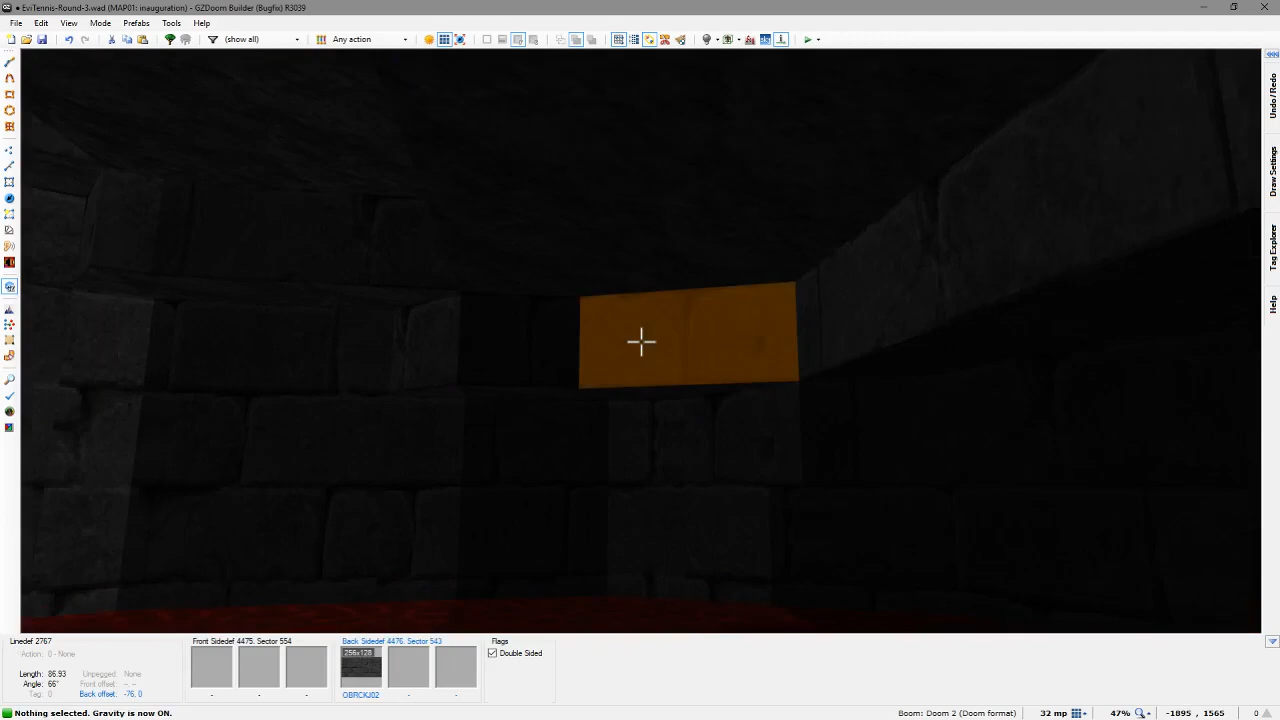 • EviTennis-Round-3.wad (MAP01: inauguration) - GZDoom Builder (Bugfix) R3039
File Edit View Mode Prefabs Tools Help
(show all) Any action
Undo / Redo
Draw Settings
Tag Explorer
Help
Linedef 2767
Action: 0 - None
Length: 86.93
Angle: 66°
Tag: 0
Unpegged: None
Front offset: --, --
Back offset: -76, 0
Front Sidedef 4475. Sector 554
-
-
-
Back Sidedef 4476. Sector 543
256x128
OBRCKJ02
-
-
Flags
Double Sided
Nothing selected. Gravity is now ON.
Boom: Doom 2 (Doom format) 32 mp 47% -1895 , 1565 0